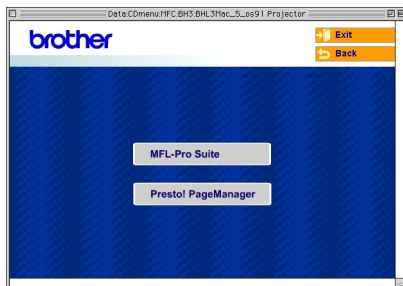 Data:CDmenu:MFC:BH3:BHL3Mac_5_os91 Projector
brother
Exit
Back
MFL-Pro Suite
Presto! PageManager